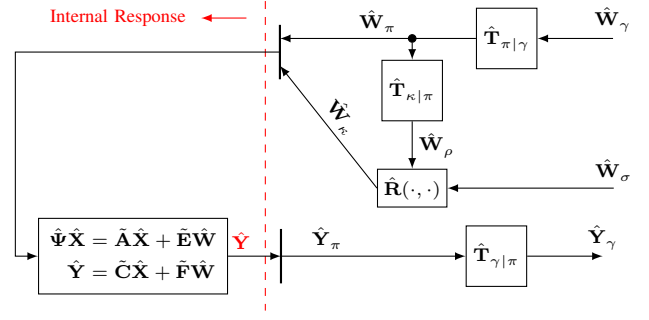 Internal Response
Ŵ_π
T̂_{π|γ}
Ŵ_γ
T̂_{κ|π}
Ŵ_κ
Ŵ_ρ
R̂(·, ·)
Ŵ_σ
Ψ̂X̂ = ÃX̂ + ẼŴ
Ŷ = C̃X̂ + F̃Ŵ
Ŷ
Ŷ_π
T̂_{γ|π}
Ŷ_γ